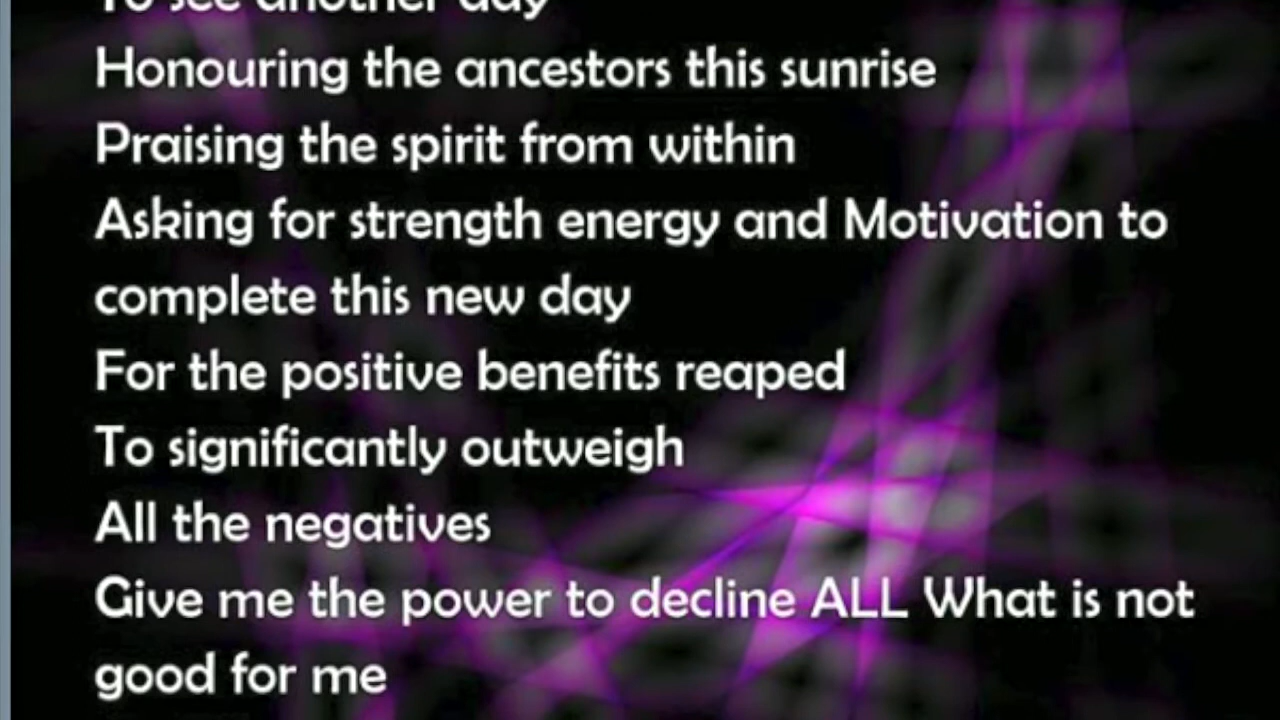 To see another day
Honouring the ancestors this sunrise
Praising the spirit from within
Asking for strength energy and Motivation to
complete this new day
For the positive benefits reaped
To significantly outweigh
All the negatives
Give me the power to decline ALL What is not
good for me